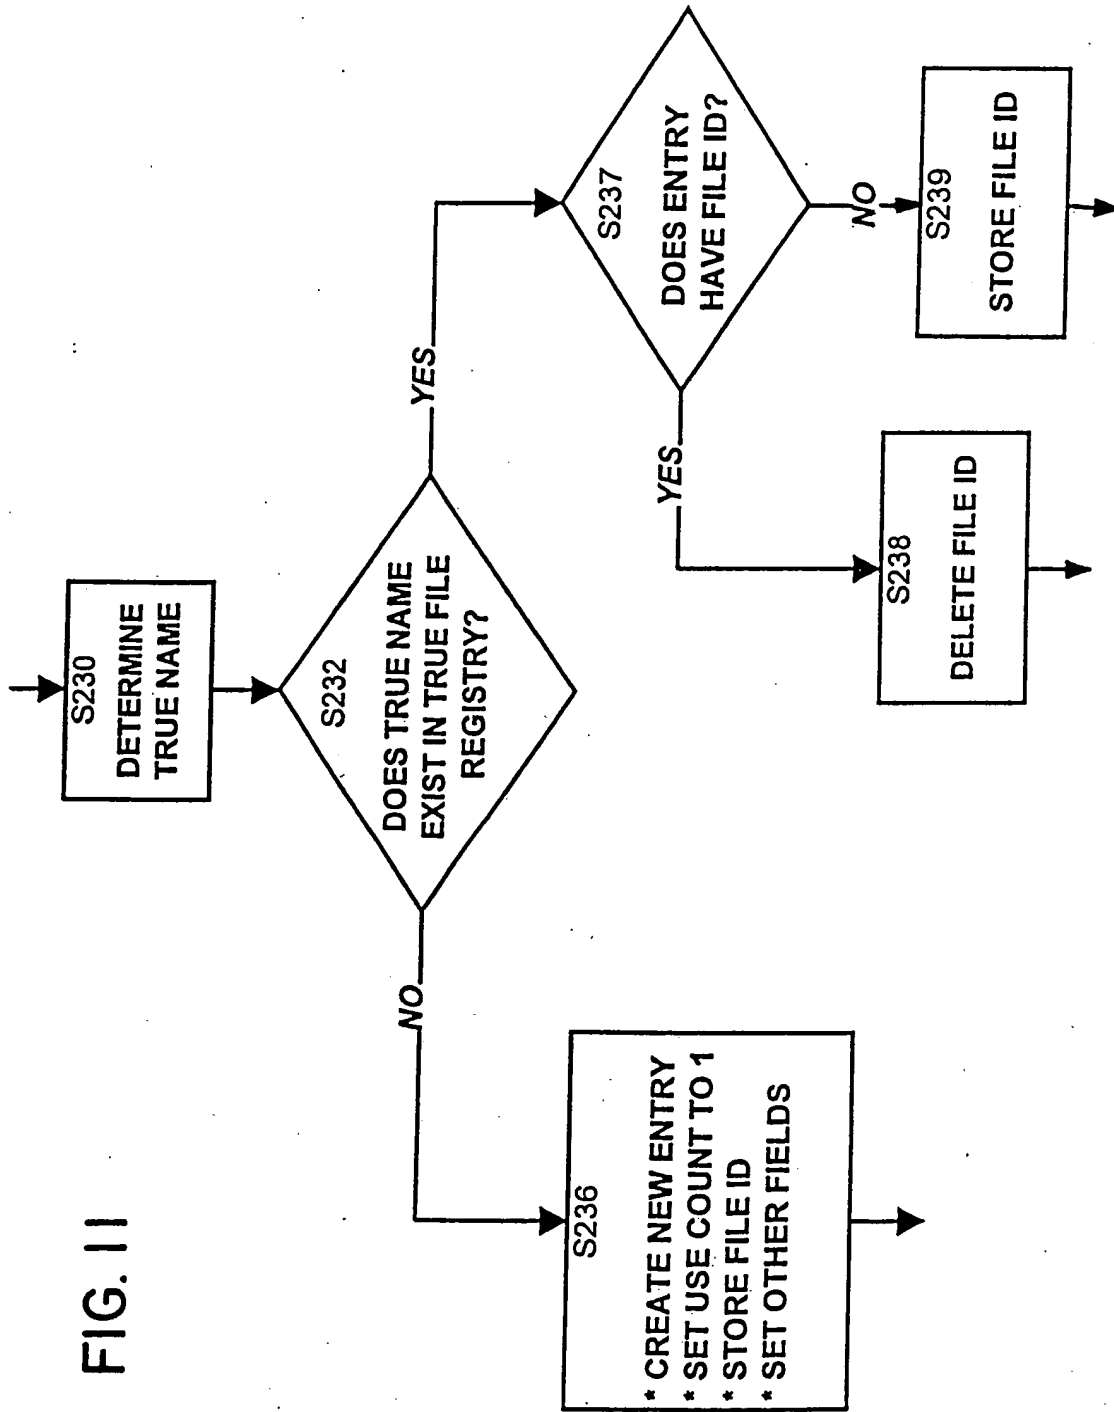 FIG. 11
S230
DETERMINE
TRUE NAME
S232
DOES TRUE NAME
EXIST IN TRUE FILE
REGISTRY?
NO
YES
S236
* CREATE NEW ENTRY
* SET USE COUNT TO 1
* STORE FILE ID
* SET OTHER FIELDS
S237
DOES ENTRY
HAVE FILE ID?
YES
NO
S238
DELETE FILE ID
S239
STORE FILE ID